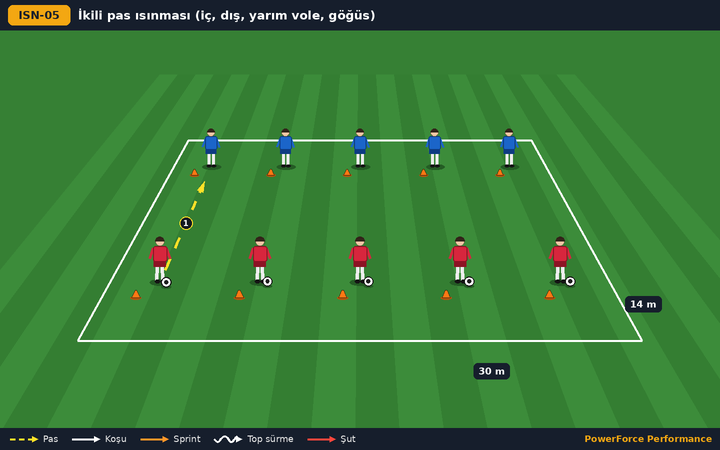 ISN-05 İkili pas ısınması (iç, dış, yarım vole, göğüs)
1
14 m
30 m
Pas Koşu Sprint Top sürme Şut PowerForce Performance